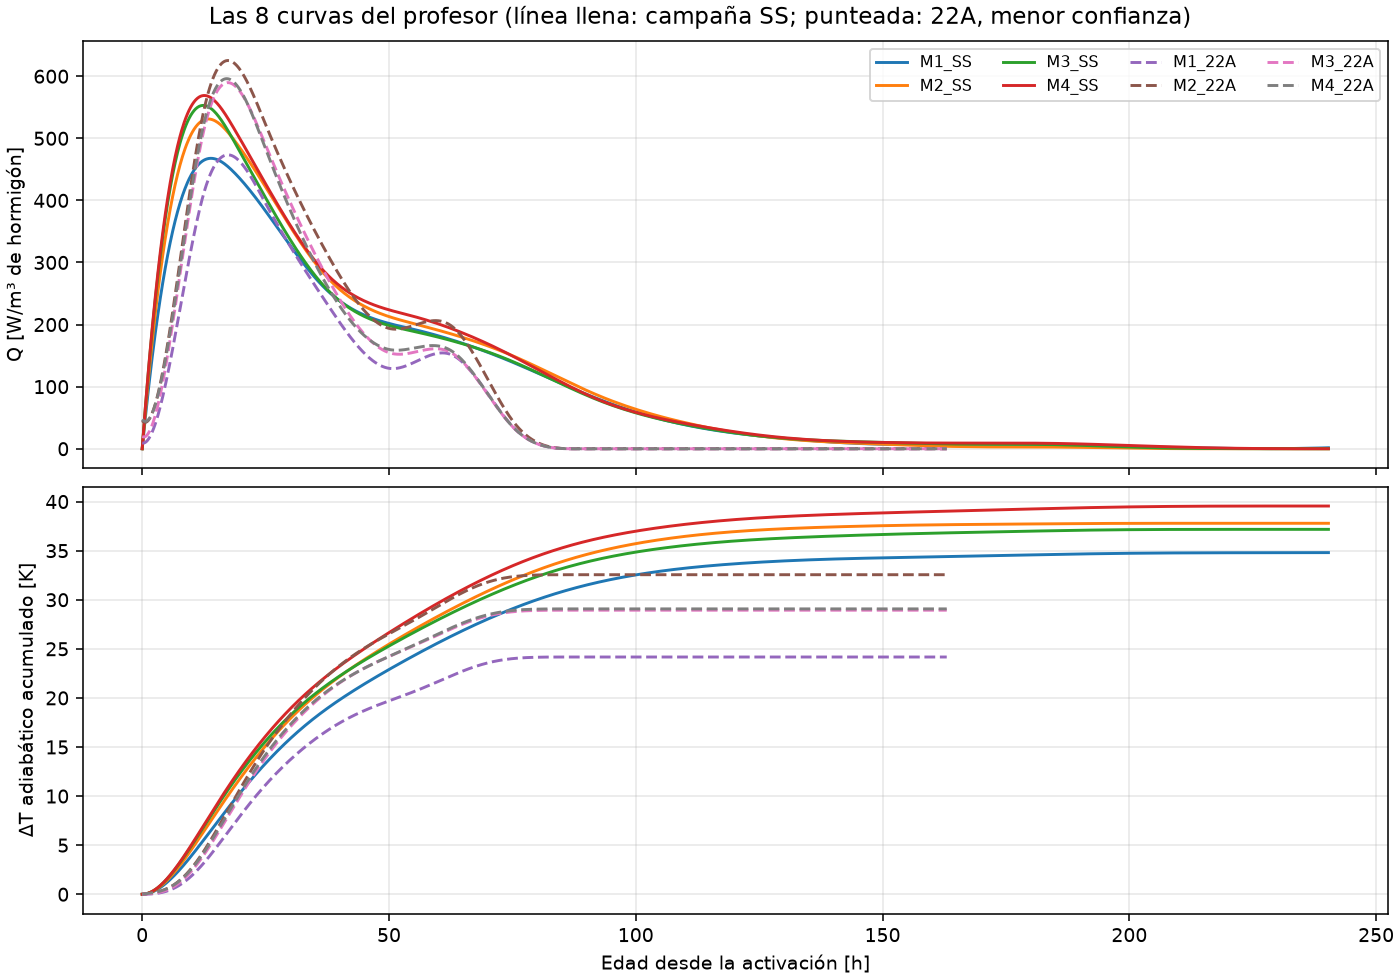 Las 8 curvas del profesor (línea llena: campaña SS; punteada: 22A, menor confianza)
M1_SS M3_SS M1_22A M3_22A
M2_SS M4_SS M2_22A M4_22A
Q [W/m³ de hormigón]
600
500
400
300
200
100
0
ΔT adiabático acumulado [K]
40
35
30
25
20
15
10
5
0
0 50 100 150 200 250
Edad desde la activación [h]